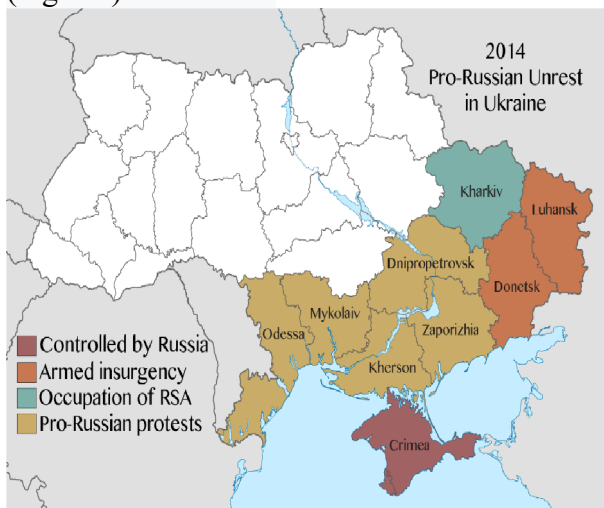 2014
Pro-Russian Unrest
in Ukraine
Kharkiv
Luhansk
Dnipropetrovsk
Donetsk
Mykolaiv
Odessa
Zaporizhia
Kherson
Crimea
Controlled by Russia
Armed insurgency
Occupation of RSA
Pro-Russian protests